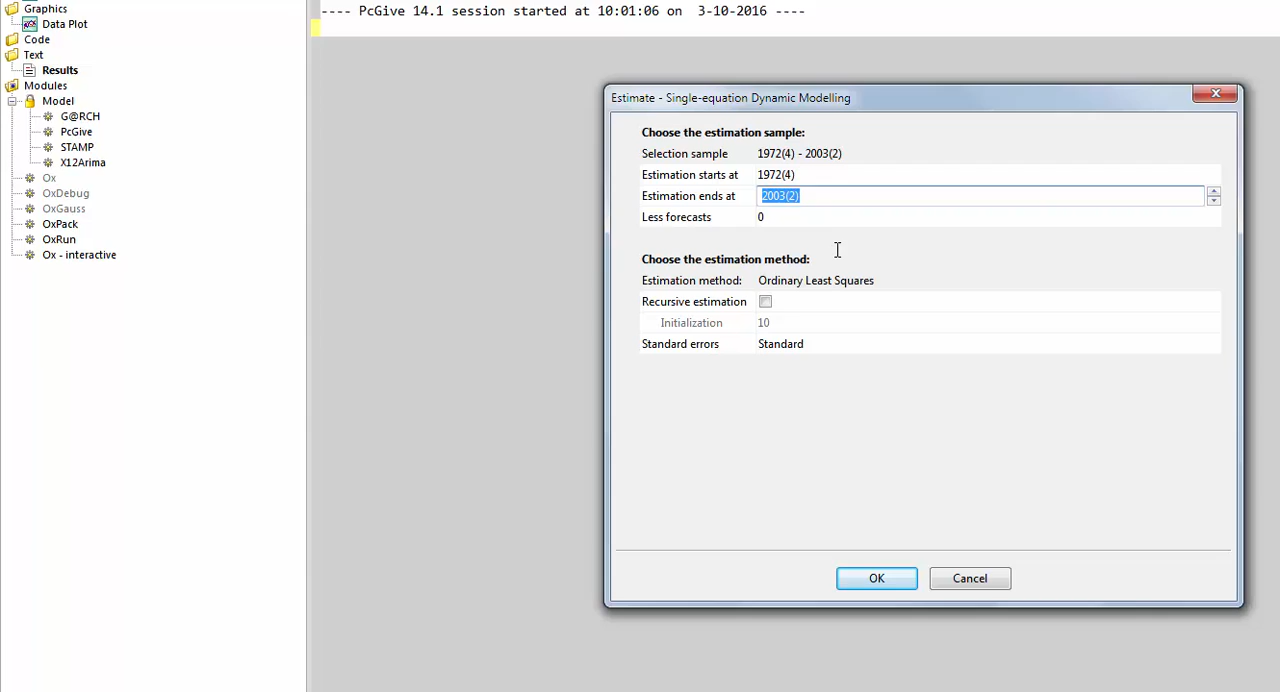 Graphics
Data Plot
Code
Text
Results
Modules
Model
G@RCH
PcGive
STAMP
X12Arima
Ox
OxDebug
OxGauss
OxPack
OxRun
Ox - interactive
---- PcGive 14.1 session started at 10:01:06 on  3-10-2016 ----
Estimate - Single-equation Dynamic Modelling
Choose the estimation sample:
Selection sample 1972(4) - 2003(2)
Estimation starts at 1972(4)
Estimation ends at 2003(2)
Less forecasts 0
Choose the estimation method:
Estimation method: Ordinary Least Squares
Recursive estimation
Initialization 10
Standard errors Standard
OK Cancel